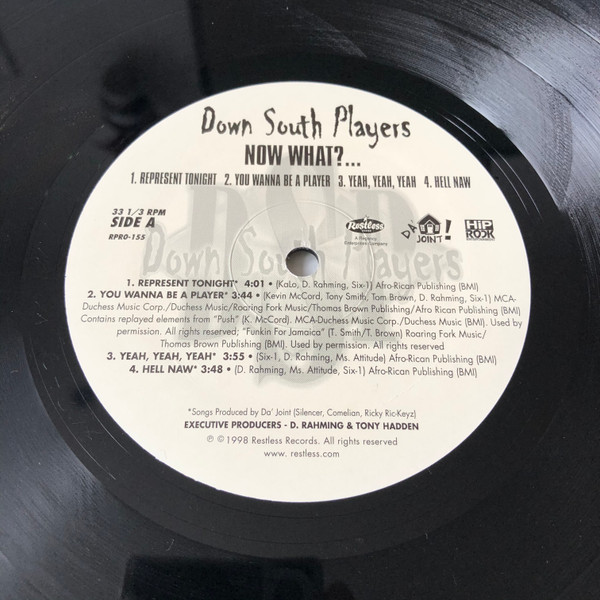 Down South Players
NOW WHAT?...
1. REPRESENT TONIGHT 2. YOU WANNA BE A PLAYER 3. YEAH, YEAH, YEAH 4. HELL NAW
33 1/3 RPM
SIDE A
RPRO-155
Restless
DA' JOINT!
HiP ROCK
DSP
Down South Players
1. REPRESENT TONIGHT* 4:01 • (KaLo, D. Rahming, Six-1) Afro-Rican Publishing (BMI)
2. YOU WANNA BE A PLAYER* 3:44 • (Kevin McCord, Tony Smith, Tom Brown, D. Rahming, Six-1) MCA-
Duchess Music Corp./Duchess Music/Roaring Fork Music/Thomas Brown Publishing/Afro Rican Publishing (BMI)
Contains replayed elements from "Push" (K. McCord). MCA-Duchess Music Corp./Duchess Music (BMI). Used by
permission. All rights reserved; "Funkin For Jamaica" (T. Smith/T. Brown) Roaring Fork Music/
Thomas Brown Publishing (BMI). Used by permission. All rights reserved
3. YEAH, YEAH, YEAH* 3:55 • (Six-1, D. Rahming, Ms. Attitude) Afro-Rican Publishing (BMI)
4. HELL NAW* 3:48 • (D. Rahming, Ms. Attitude, Six-1) Afro-Rican Publishing (BMI)
*Songs Produced by Da' Joint (Silencer, Comelian, Ricky Ric-Keyz)
EXECUTIVE PRODUCERS - D. RAHMING & TONY HADDEN
℗ © 1998 Restless Records. All rights reserved
www. restless.com